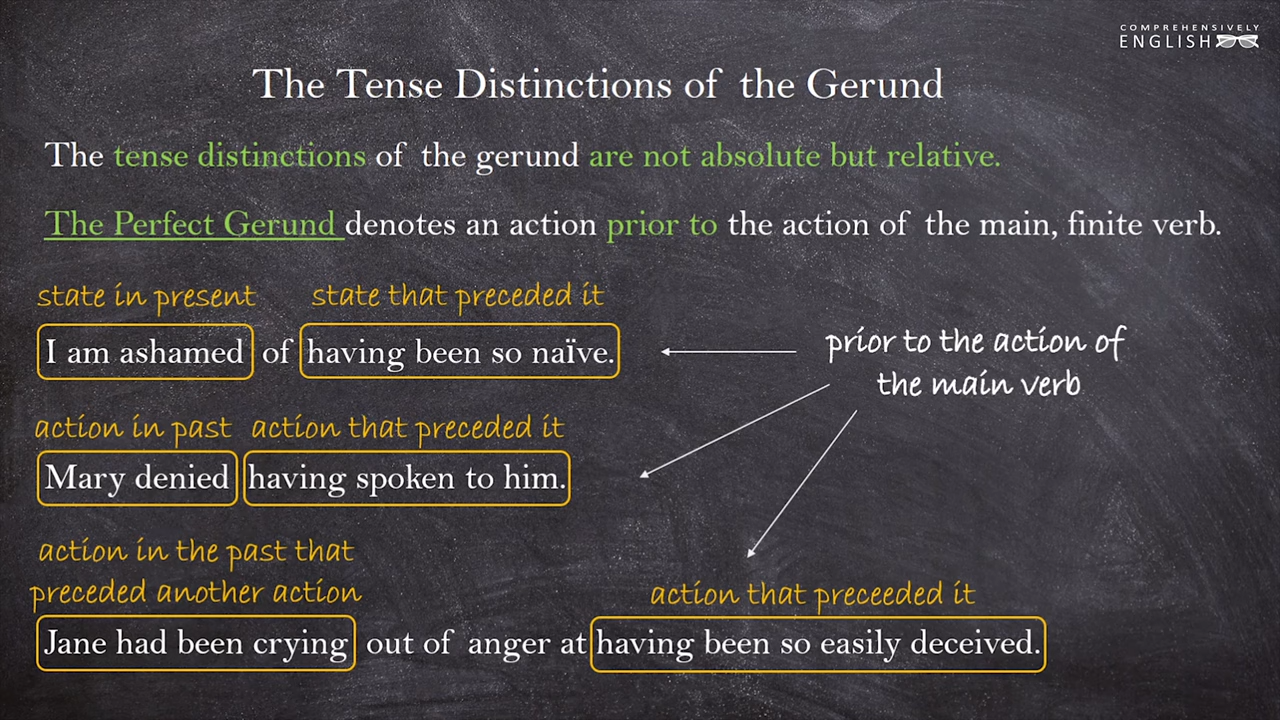 COMPREHENSIVELY
ENGLISH
The Tense Distinctions of the Gerund
The tense distinctions of the gerund are not absolute but relative.
The Perfect Gerund denotes an action prior to the action of the main, finite verb.
state in present state that preceded it
I am ashamed of having been so naïve.
prior to the action of
the main verb
action in past action that preceded it
Mary denied having spoken to him.
action in the past that
preceded another action
action that preceeded it
Jane had been crying out of anger at having been so easily deceived.